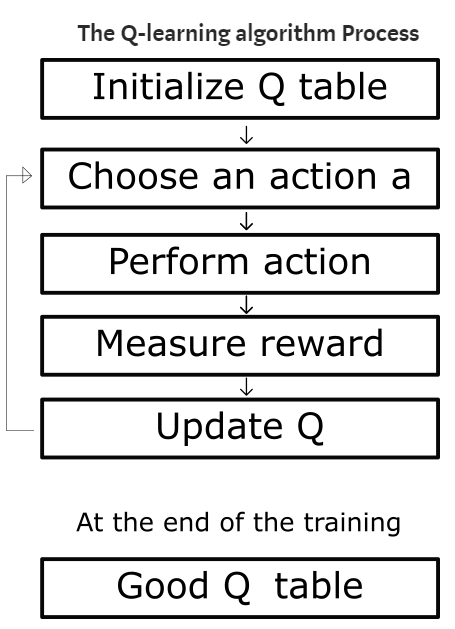 The Q-learning algorithm Process
Initialize Q table
Choose an action a
Perform action
Measure reward
Update Q
At the end of the training
Good Q table